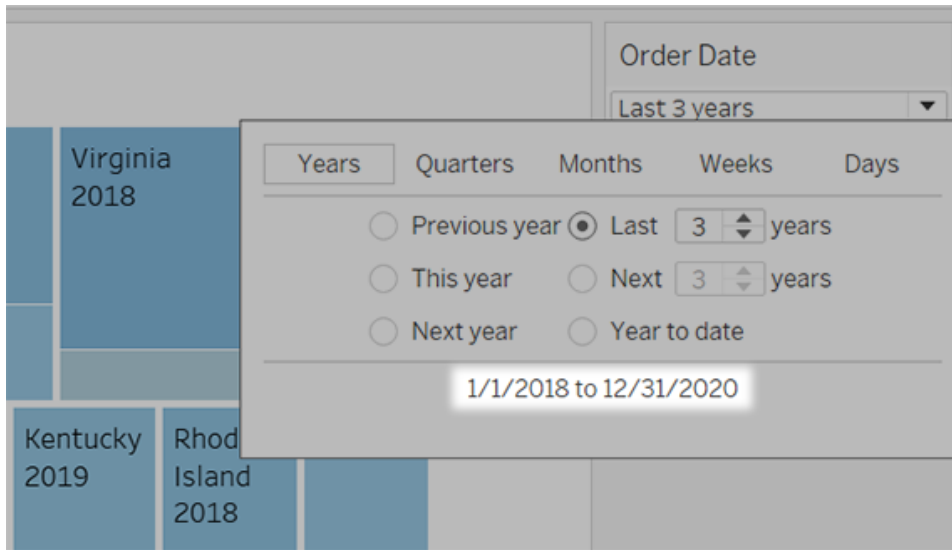 Order Date
Last 3 years
Virginia
2018
Years Quarters Months Weeks Days
Previous year Last 3 years
This year Next 3 years
Next year Year to date
1/1/2018 to 12/31/2020
Kentucky
2019
Rhod
Island
2018